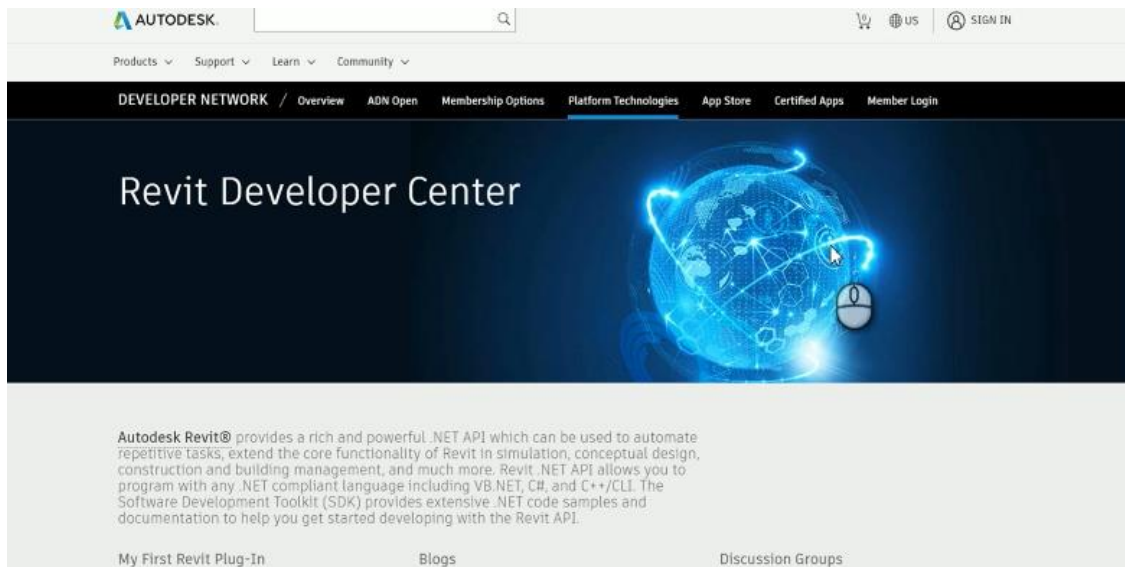 AUTODESK.
0
US
SIGN IN
Products
Support
Learn
Community
DEVELOPER NETWORK / Overview ADN Open Membership Options Platform Technologies App Store Certified Apps Member Login
Revit Developer Center
Autodesk Revit® provides a rich and powerful .NET API which can be used to automate
repetitive tasks, extend the core functionality of Revit in simulation, conceptual design,
construction and building management, and much more. Revit .NET API allows you to
program with any .NET compliant language including VB.NET, C#, and C++/CLI. The
Software Development Toolkit (SDK) provides extensive .NET code samples and
documentation to help you get started developing with the Revit API.
My First Revit Plug-In
Blogs
Discussion Groups